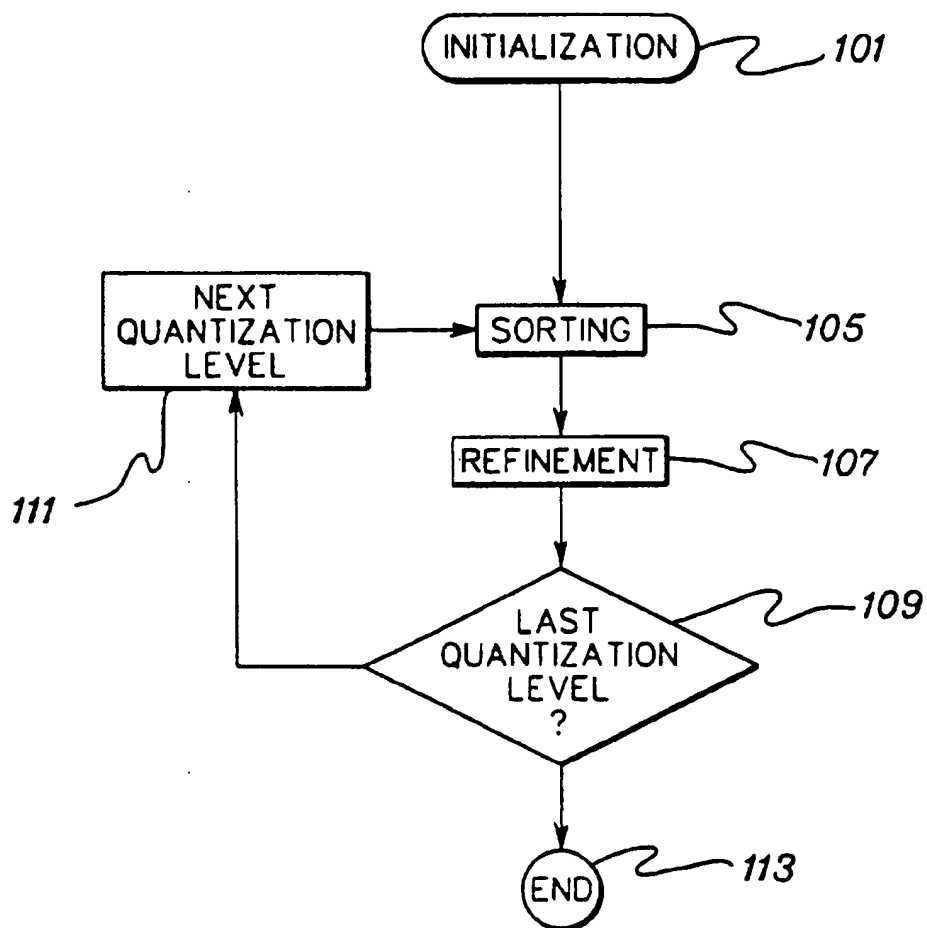 INITIALIZATION
101
NEXT
QUANTIZATION
LEVEL
SORTING
105
REFINEMENT
107
111
LAST
QUANTIZATION
LEVEL
?
109
END
113